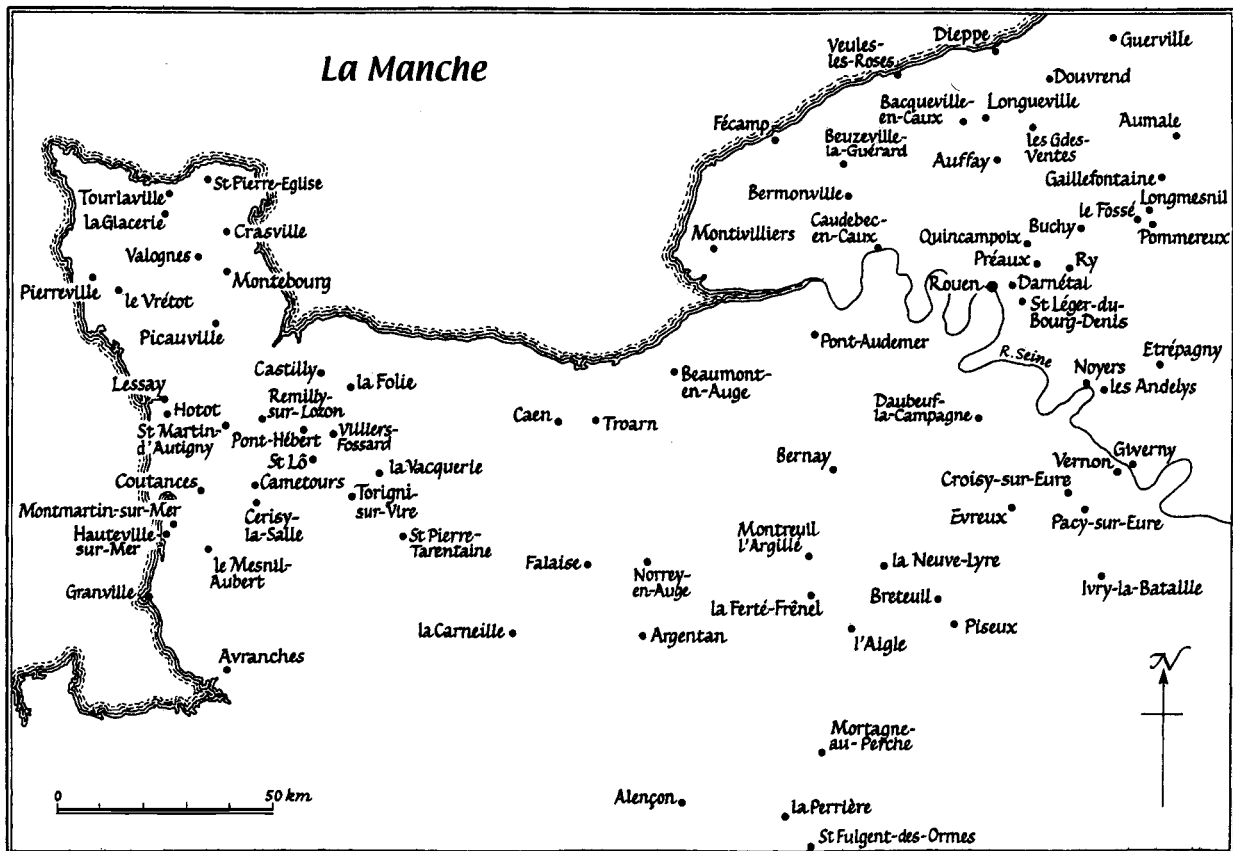 La Manche
Dieppe
Guerville
Veules-
les-Roses
Douvrend
Bacqueville-
en-Caux
Longueville
Aumale
Fécamp
Beuzeville-
la-Guérard
les Gdes-
Ventes
Auffay
St Pierre-Eglise
Tourlaville
la Glacerie
Bermonville
Gaillefontaine
Longmesnil
le Fossé
Pommereux
Crasville
Montivilliers
Caudebec-
en-Caux
Buchy
Quincampoix
Valognes
Préaux
Ry
Pierreville
Montebourg
le Vrétot
Rouen
Darnétal
St Léger-du-
Bourg-Denis
Picauville
Pont-Audemer
R. Seine
Etrépagny
Castilly
la Folie
Beaumont-
en-Auge
Noyers
les Andelys
Lessay
Hotot
Remilly-
sur-Lozon
Caen
Troarn
Daubeuf-
la-Campagne
St Martin-
d'Autigny
Pont-Hébert
Villiers-
Fossard
St Lô
la Vacquerie
Bernay
Vernon
Giverny
Coutances
Cametours
Torigni-
sur-Vire
Croisy-sur-Eure
Montmartin-sur-Mer
Hauteville
sur-Mer
Cerisy-
la-Salle
Evreux
Pacy-sur-Eure
St Pierre-
Tarentaine
Montreuil
l'Argillé
le Mesnil-
Aubert
Falaise
Norrey-
en-Auge
la Neuve-Lyre
Ivry-la-Bataille
Granville
la Ferté-Frênel
Breteuil
la Carneille
Argentan
l'Aigle
Piseux
Avranches
N
Mortagne-
au-Perche
0 50 km
Alençon
la Perrière
St Fulgent-des-Ormes